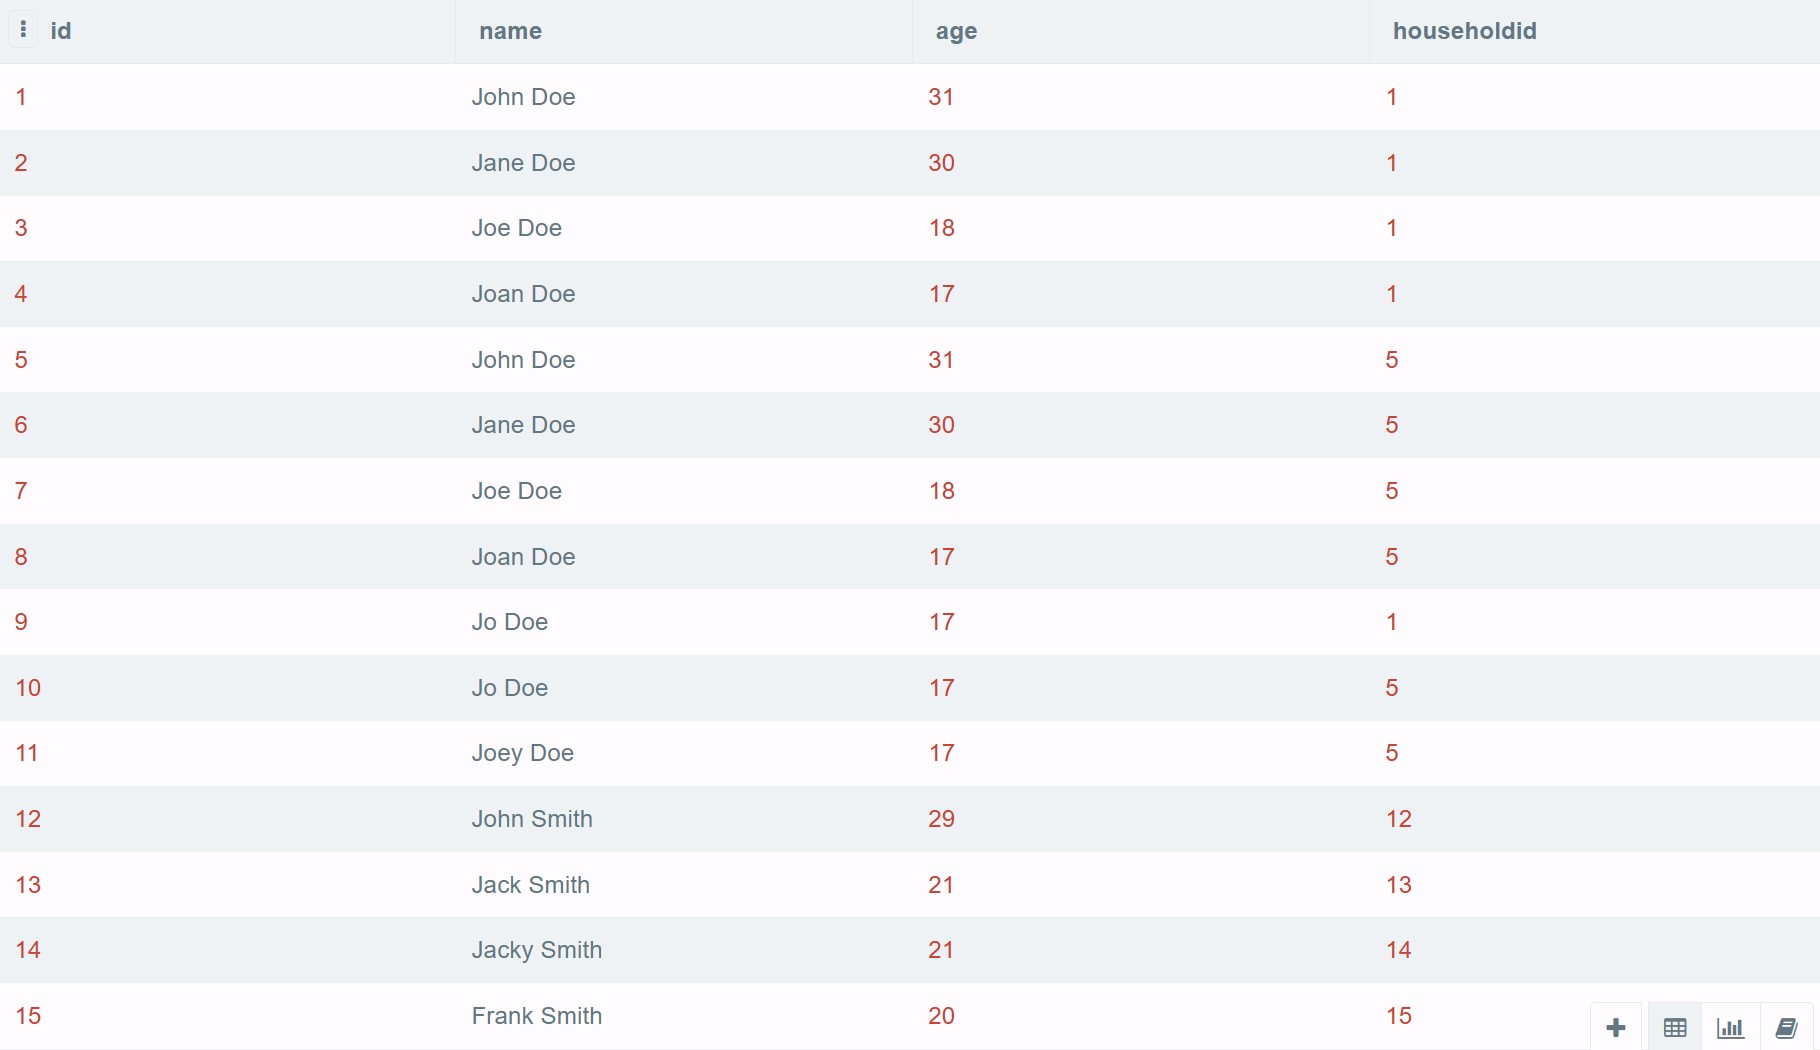 id name age householdid
1 John Doe 31 1
2 Jane Doe 30 1
3 Joe Doe 18 1
4 Joan Doe 17 1
5 John Doe 31 5
6 Jane Doe 30 5
7 Joe Doe 18 5
8 Joan Doe 17 5
9 Jo Doe 17 1
10 Jo Doe 17 5
11 Joey Doe 17 5
12 John Smith 29 12
13 Jack Smith 21 13
14 Jacky Smith 21 14
15 Frank Smith 20 15